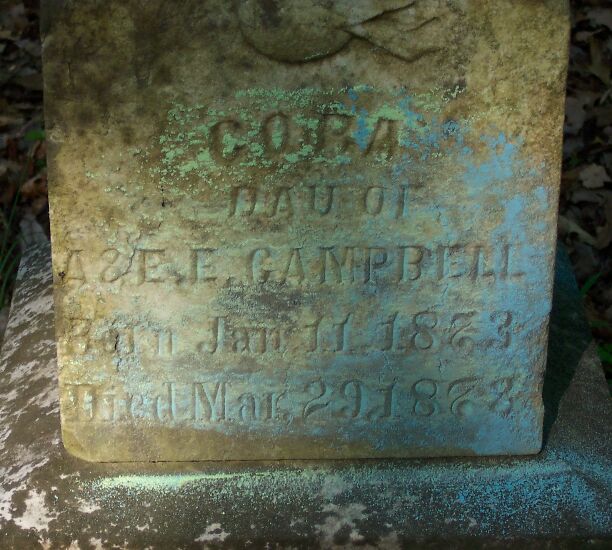 CORA
DAU OF
A & E. E. CAMPBELL
Born Jan 11, 1873
Died Mar, 29, 1873